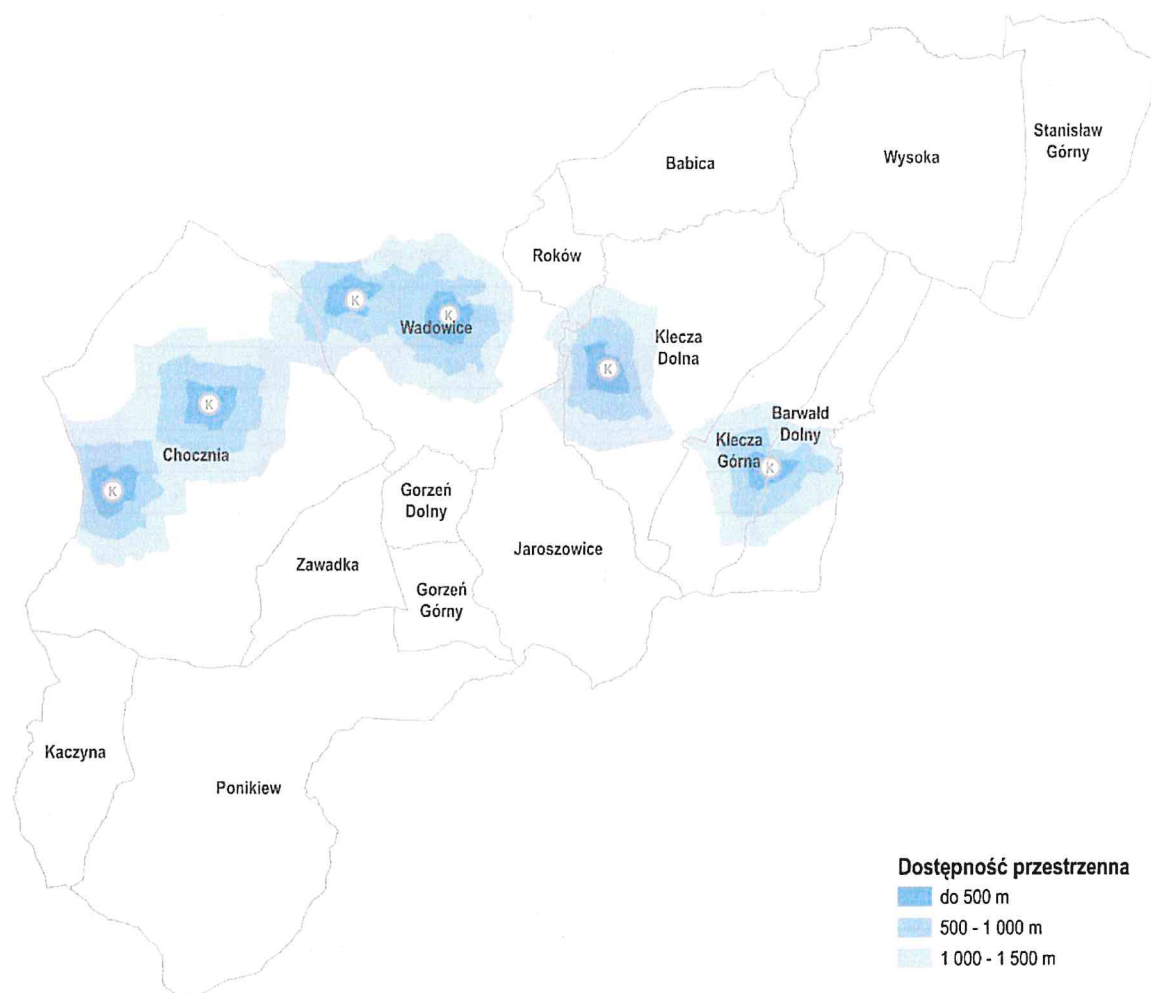 Stanisław
Górny
Wysoka
Babica
Roków
K
K
Wadowice
Klecza
Dolna
K
K
Barwałd
Dolny
Klecza
Górna
K
Chocznia
K
Gorzeń
Dolny
Jaroszowice
Zawadka
Gorzeń
Górny
Kaczyna
Ponikiew
Dostępność przestrzenna
do 500 m
500 - 1 000 m
1 000 - 1 500 m